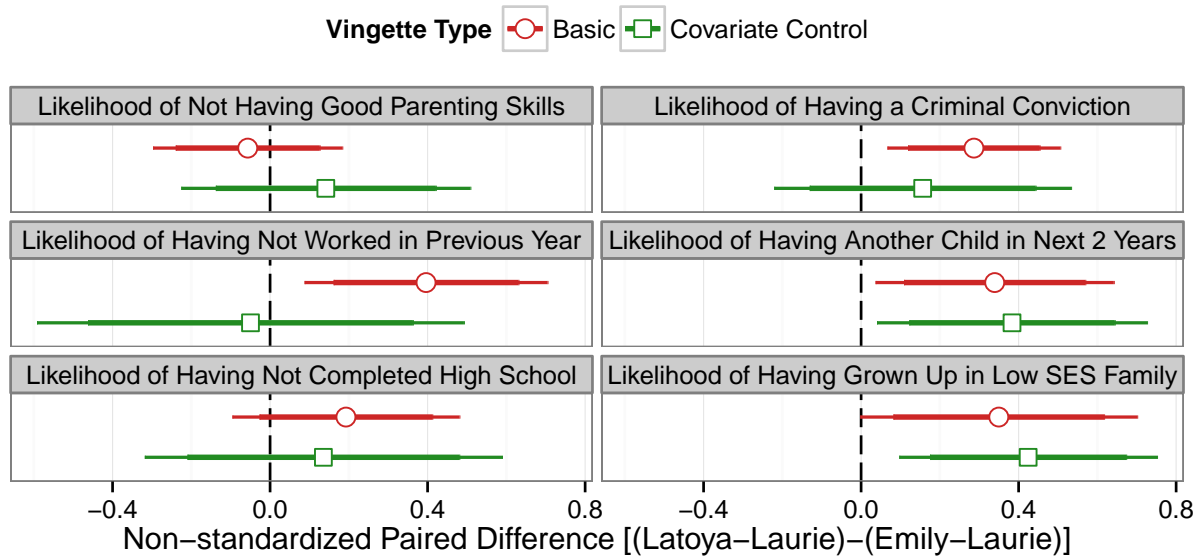 Vingette Type Basic Covariate Control
Likelihood of Not Having Good Parenting Skills
Likelihood of Having a Criminal Conviction
Likelihood of Having Not Worked in Previous Year
Likelihood of Having Another Child in Next 2 Years
Likelihood of Having Not Completed High School
Likelihood of Having Grown Up in Low SES Family
−0.4 0.0 0.4 0.8
−0.4 0.0 0.4 0.8
Non−standardized Paired Difference [(Latoya−Laurie)−(Emily−Laurie)]